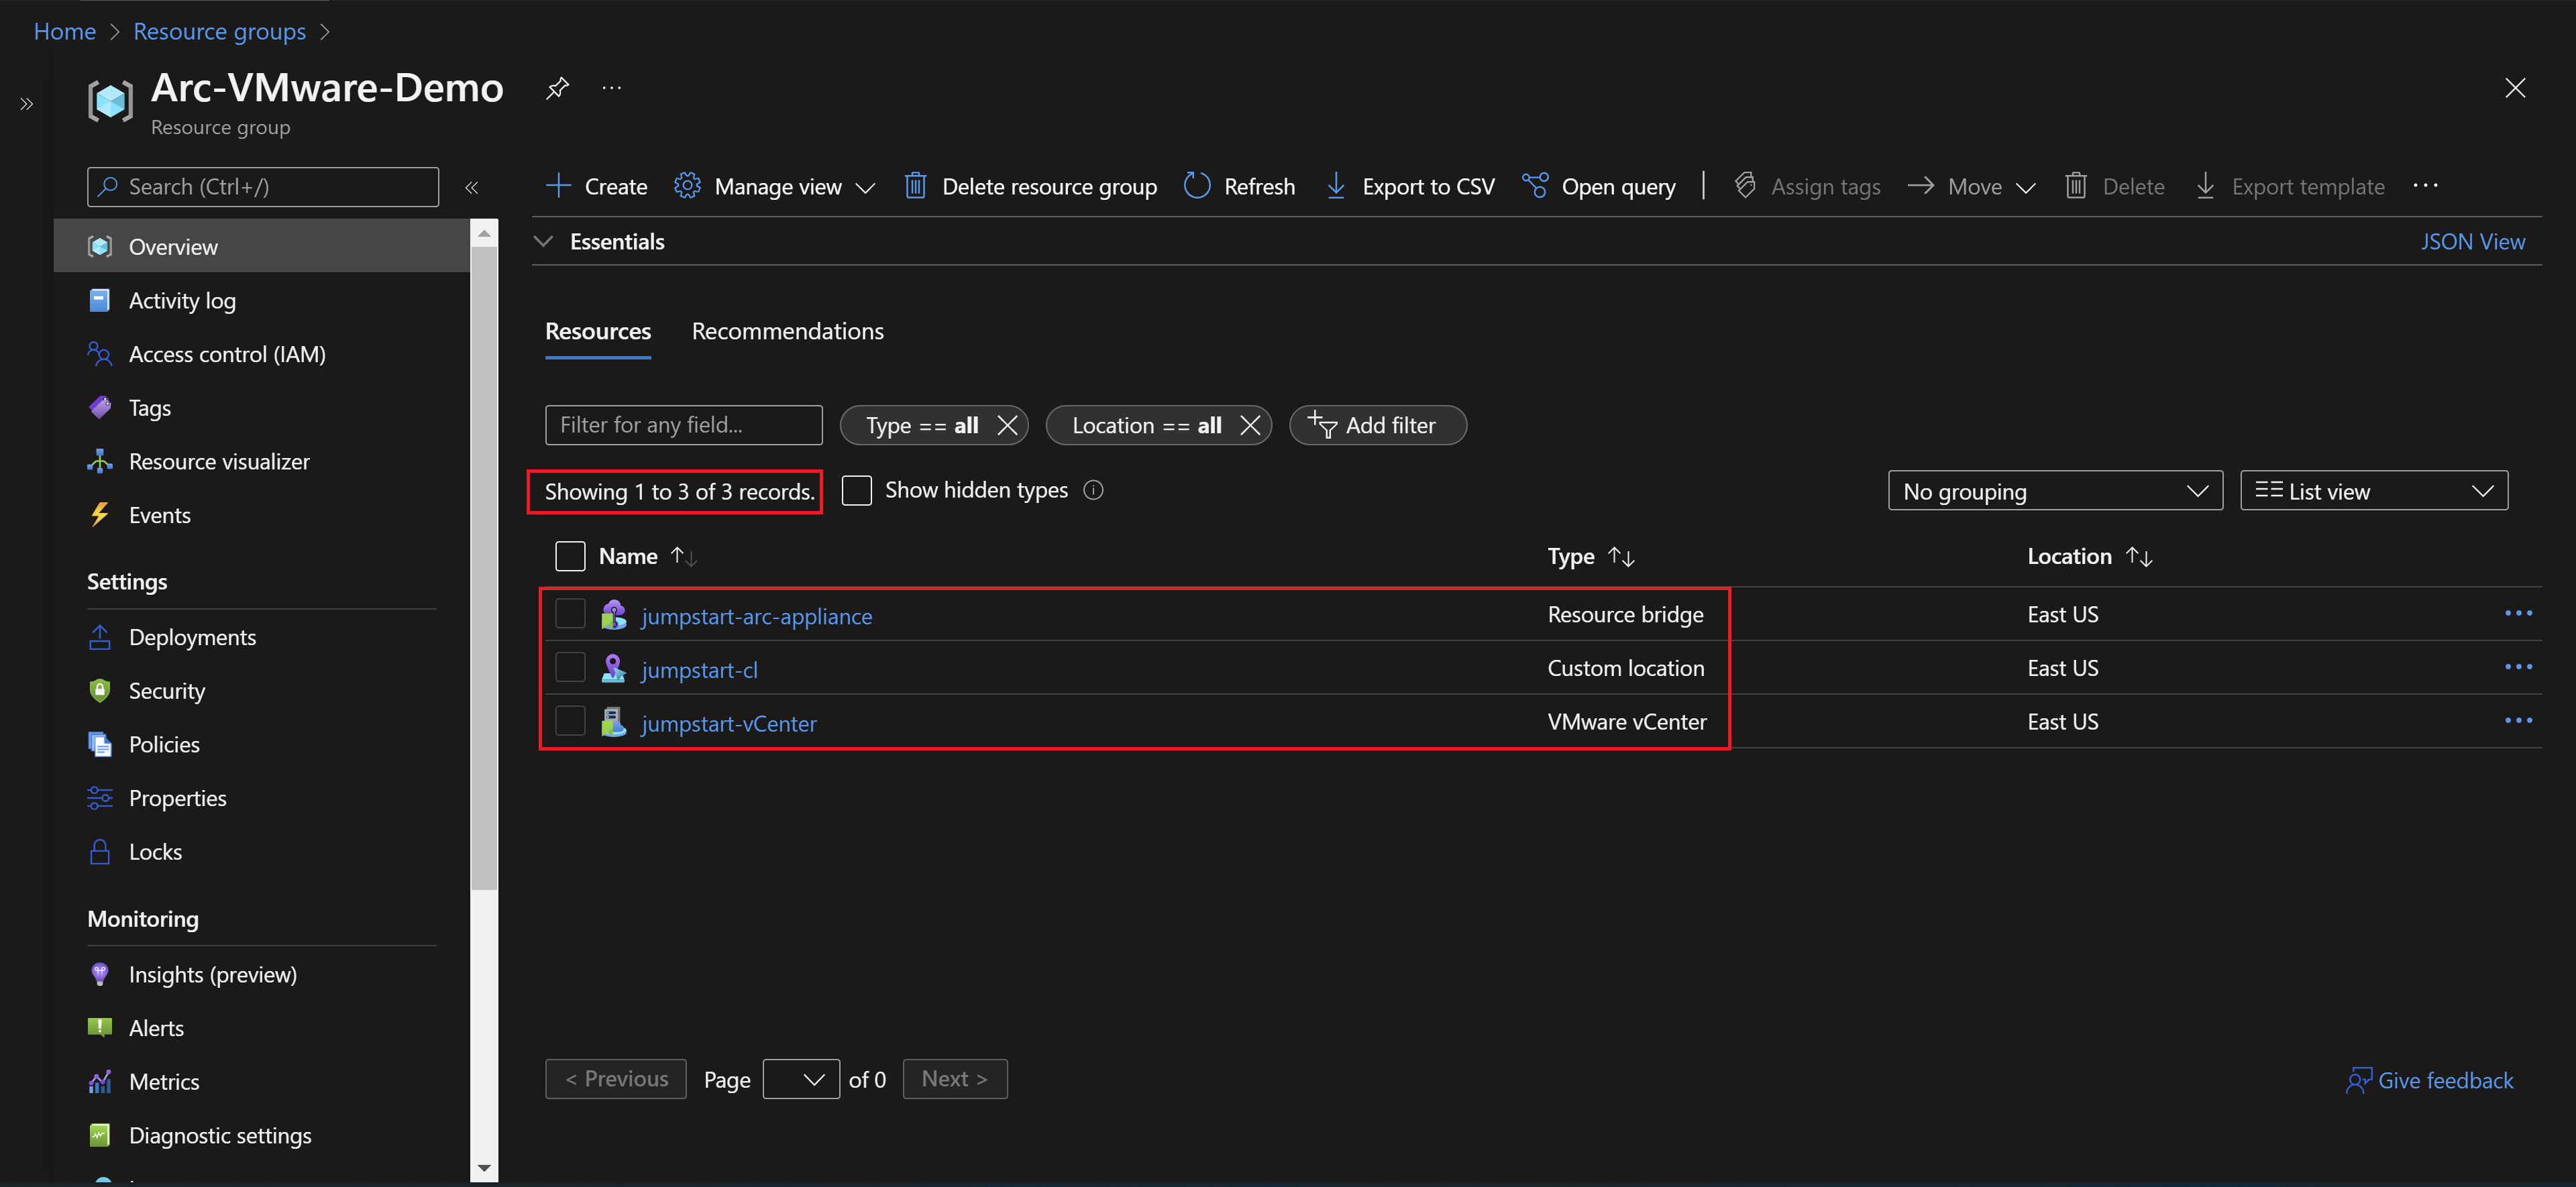 Home > Resource groups >
Arc-VMware-Demo
Resource group
Search (Ctrl+/)
Create
Manage view
Delete resource group
Refresh
Export to CSV
Open query
Assign tags
Move
Delete
Export template
Overview
Activity log
Access control (IAM)
Tags
Resource visualizer
Events
Settings
Deployments
Security
Policies
Properties
Locks
Monitoring
Insights (preview)
Alerts
Metrics
Diagnostic settings
Essentials
JSON View
Resources
Recommendations
Filter for any field...
Type == all
Location == all
Add filter
Showing 1 to 3 of 3 records.
Show hidden types
No grouping
List view
Name Type Location
jumpstart-arc-appliance Resource bridge East US
jumpstart-cl Custom location East US
jumpstart-vCenter VMware vCenter East US
< Previous
Page
of 0
Next >
Give feedback